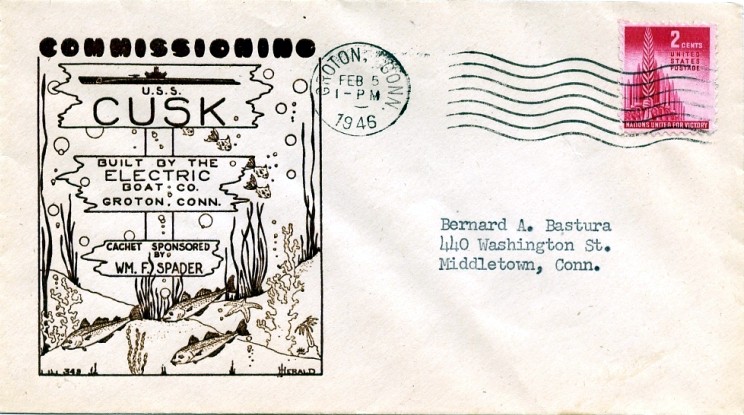 COMMISSIONING
U.S.S.
CUSK
BUILT BY THE
ELECTRIC
BOAT CO.
GROTON, CONN.
CACHET SPONSORED
BY
WM. F. SPADER
HERALD
GROTON, CONN.
FEB 5
1-PM
1946
2 CENTS
UNITED
STATES
POSTAGE
NATIONS UNITED FOR VICTORY
Bernard A. Bastura
440 Washington St.
Middletown, Conn.